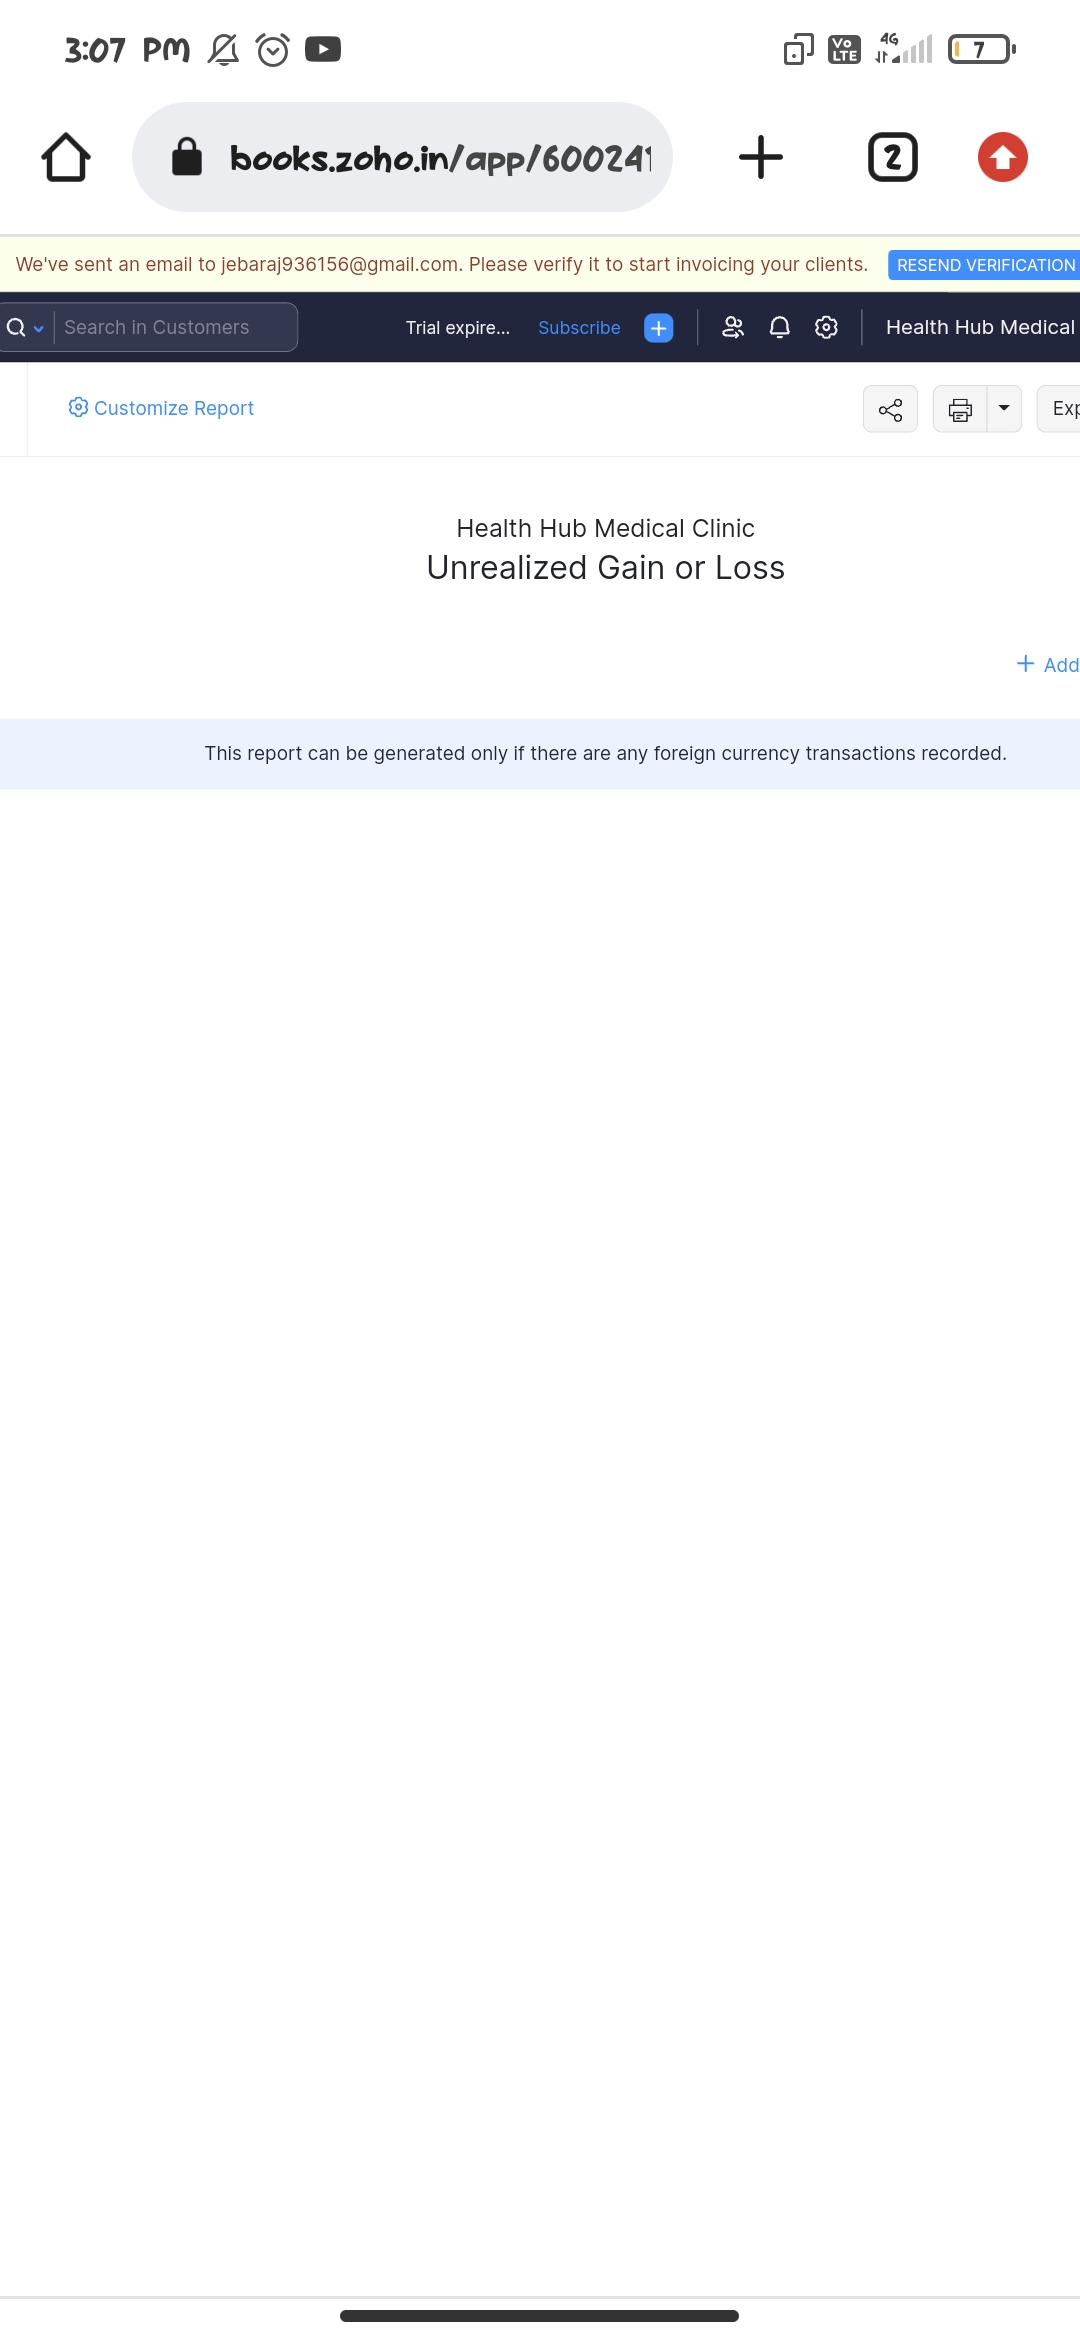 3:07 PM
Vo LTE 4G 7
books.zoho.in/app/600241
2
We've sent an email to jebaraj936156@gmail.com. Please verify it to start invoicing your clients. RESEND VERIFICATION
Search in Customers Trial expire... Subscribe Health Hub Medical
Customize Report Exp
Health Hub Medical Clinic
Unrealized Gain or Loss
+ Add
This report can be generated only if there are any foreign currency transactions recorded.